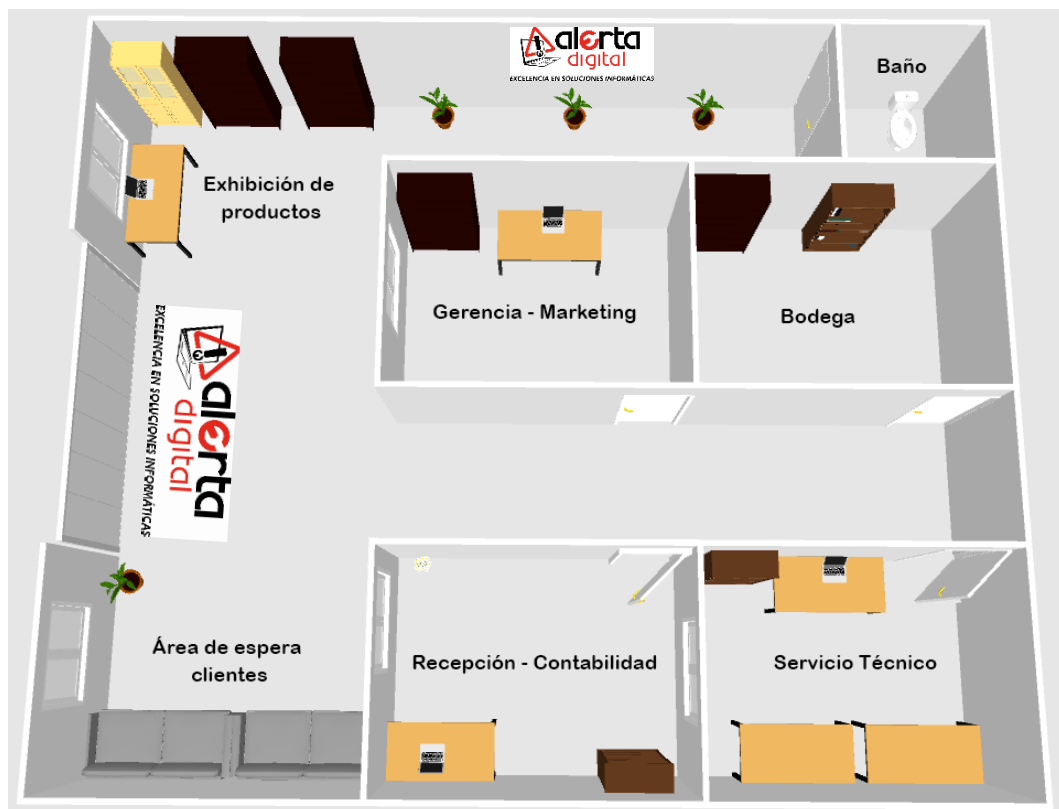 alerta
digital
EXCELENCIA EN SOLUCIONES INFORMÁTICAS
Baño
Exhibición de
productos
Gerencia - Marketing
Bodega
alerta
digital
EXCELENCIA EN SOLUCIONES INFORMÁTICAS
Área de espera
clientes
Recepción - Contabilidad
Servicio Técnico